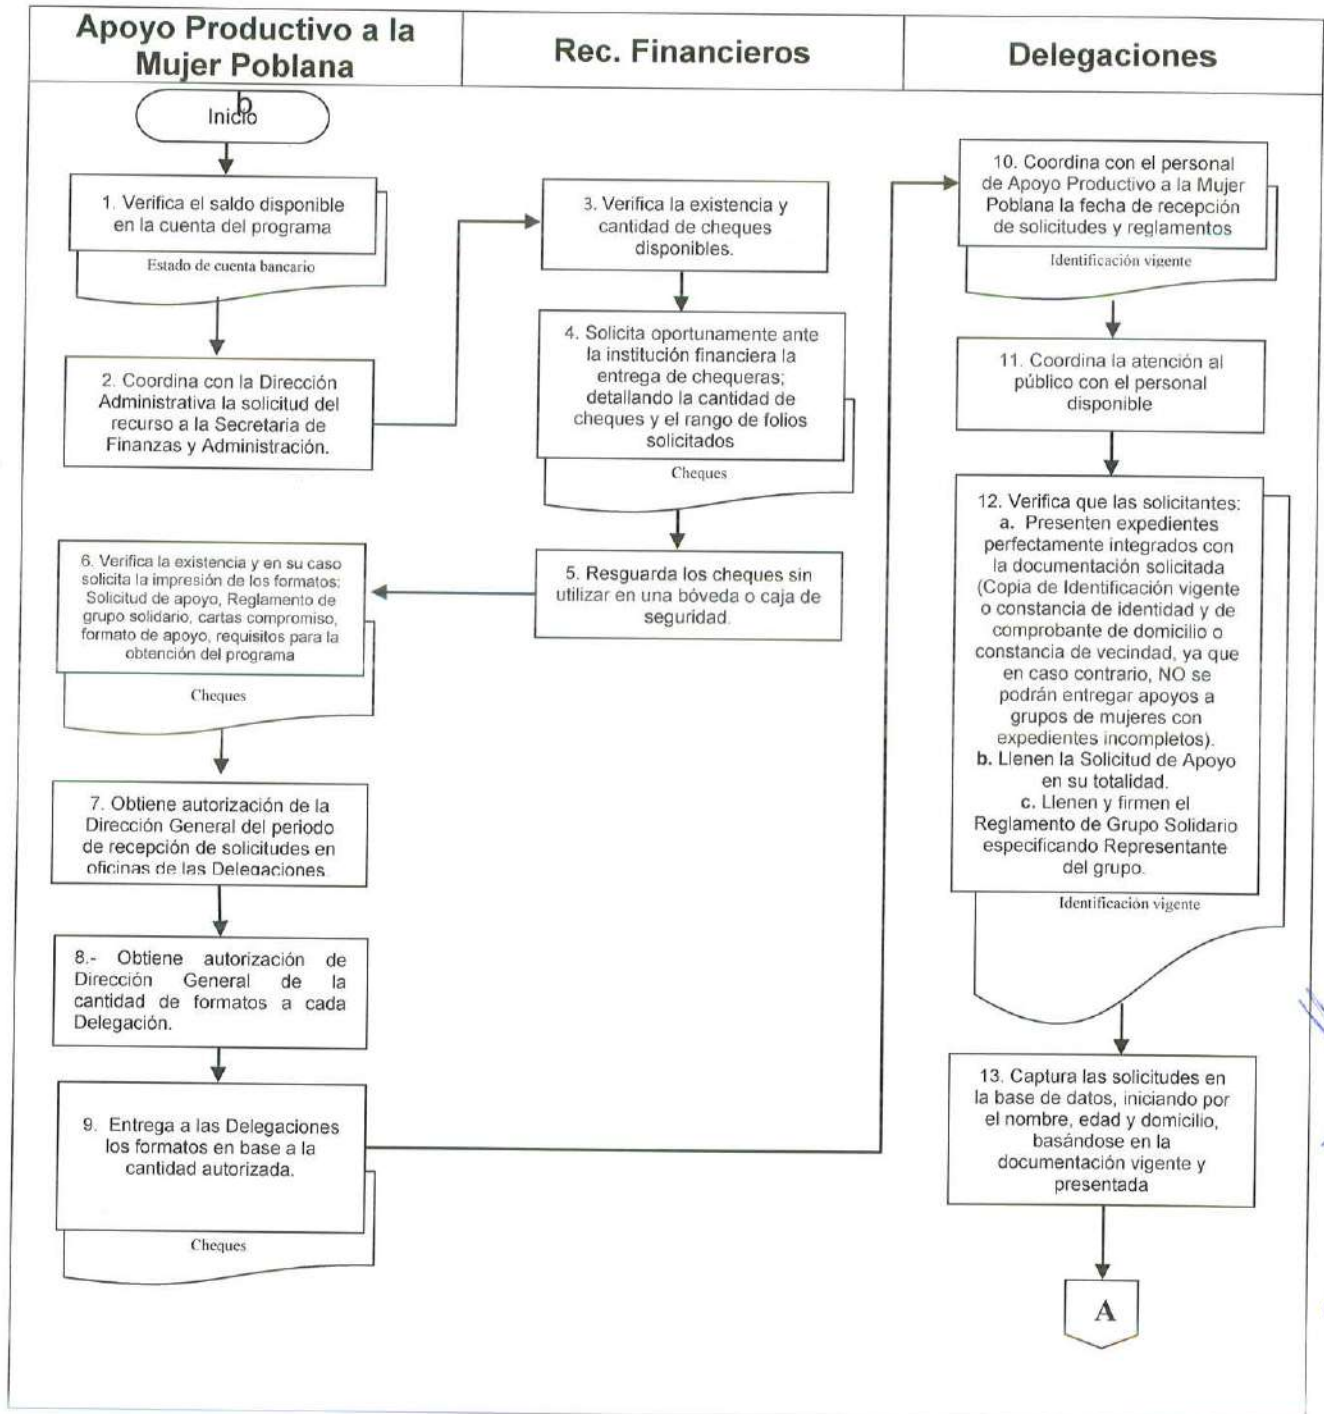 Apoyo Productivo a la
Mujer Poblana
Rec. Financieros
Delegaciones
b
Inicio
1. Verifica el saldo disponible
en la cuenta del programa
Estado de cuenta bancario
2. Coordina con la Dirección
Administrativa la solicitud del
recurso a la Secretaria de
Finanzas y Administración.
3. Verifica la existencia y
cantidad de cheques
disponibles.
4. Solicita oportunamente ante
la institución financiera la
entrega de chequeras;
detallando la cantidad de
cheques y el rango de folios
solicitados
Cheques
5. Resguarda los cheques sin
utilizar en una bóveda o caja de
seguridad.
6. Verifica la existencia y en su caso
solicita la impresión de los formatos:
Solicitud de apoyo, Reglamento de
grupo solidario, cartas compromiso,
formato de apoyo, requisitos para la
obtención del programa
Cheques
7. Obtiene autorización de la
Dirección General del periodo
de recepción de solicitudes en
oficinas de las Delegaciones
8.- Obtiene autorización de
Dirección General de la
cantidad de formatos a cada
Delegación.
9. Entrega a las Delegaciones
los formatos en base a la
cantidad autorizada.
Cheques
10. Coordina con el personal
de Apoyo Productivo a la Mujer
Poblana la fecha de recepción
de solicitudes y reglamentos
Identificación vigente
11. Coordina la atención al
público con el personal
disponible
12. Verifica que las solicitantes:
a. Presenten expedientes
perfectamente integrados con
la documentación solicitada
(Copia de Identificación vigente
o constancia de identidad y de
comprobante de domicilio o
constancia de vecindad, ya que
en caso contrario, NO se
podrán entregar apoyos a
grupos de mujeres con
expedientes incompletos).
b. Llenen la Solicitud de Apoyo
en su totalidad.
c. Llenen y firmen el
Reglamento de Grupo Solidario
especificando Representante
del grupo.
Identificación vigente
13. Captura las solicitudes en
la base de datos, iniciando por
el nombre, edad y domicilio,
basándose en la
documentación vigente y
presentada
A